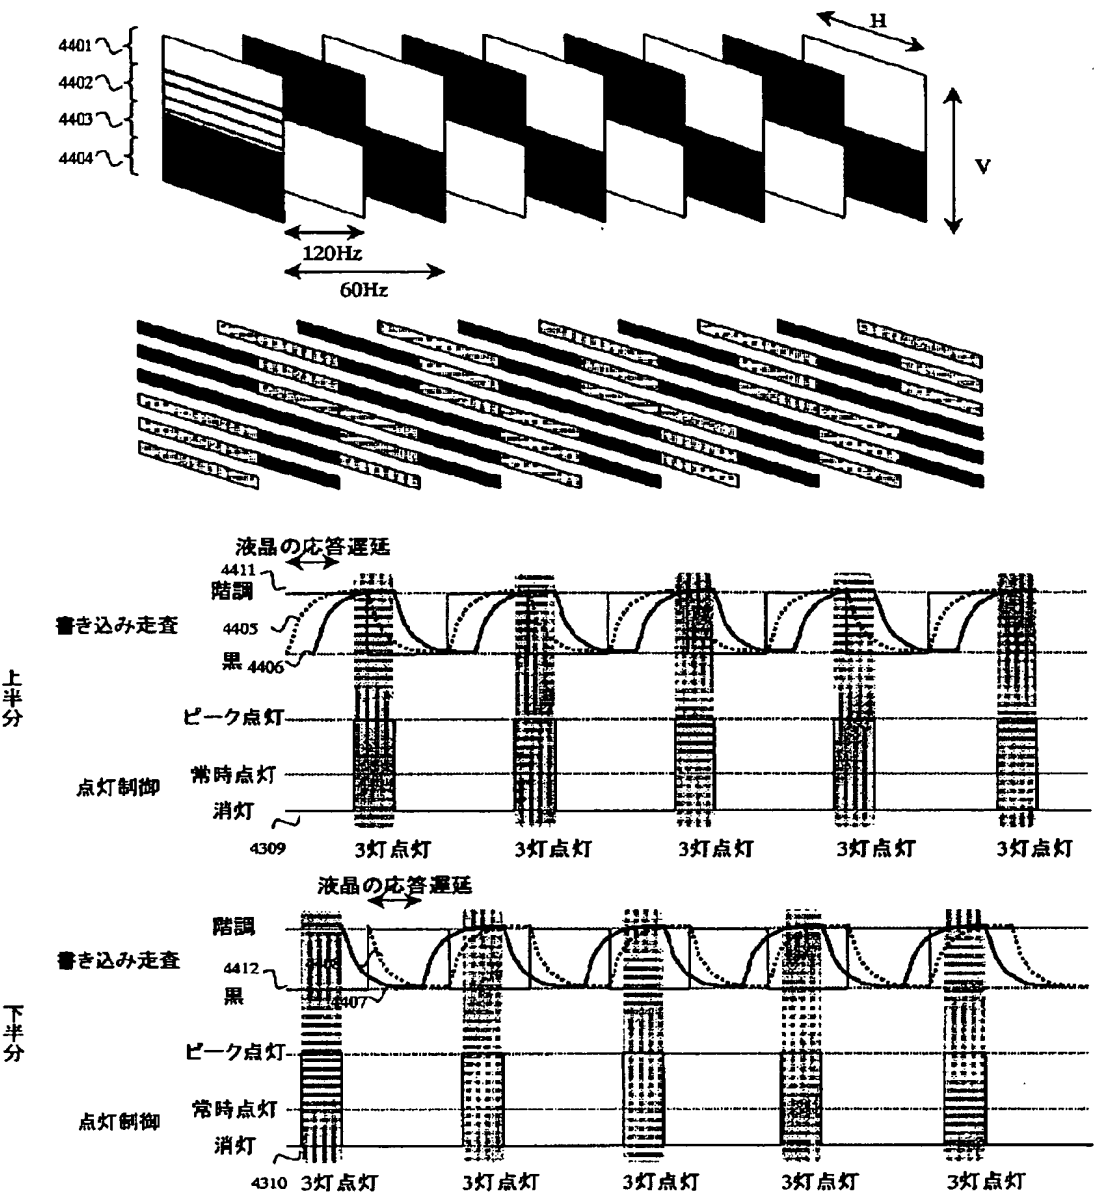 4401
4402
4403
4404
H
V
120Hz
60Hz
液晶の応答遅延
4411
階調
書き込み走査
4405
黒 4406
上半分
ピーク点灯
常時点灯
点灯制御
消灯
4309
3灯点灯 3灯点灯 3灯点灯 3灯点灯 3灯点灯
液晶の応答遅延
階調
書き込み走査
4412
黒
4407
下半分
ピーク点灯
常時点灯
点灯制御
消灯
4310 3灯点灯 3灯点灯 3灯点灯 3灯点灯 3灯点灯